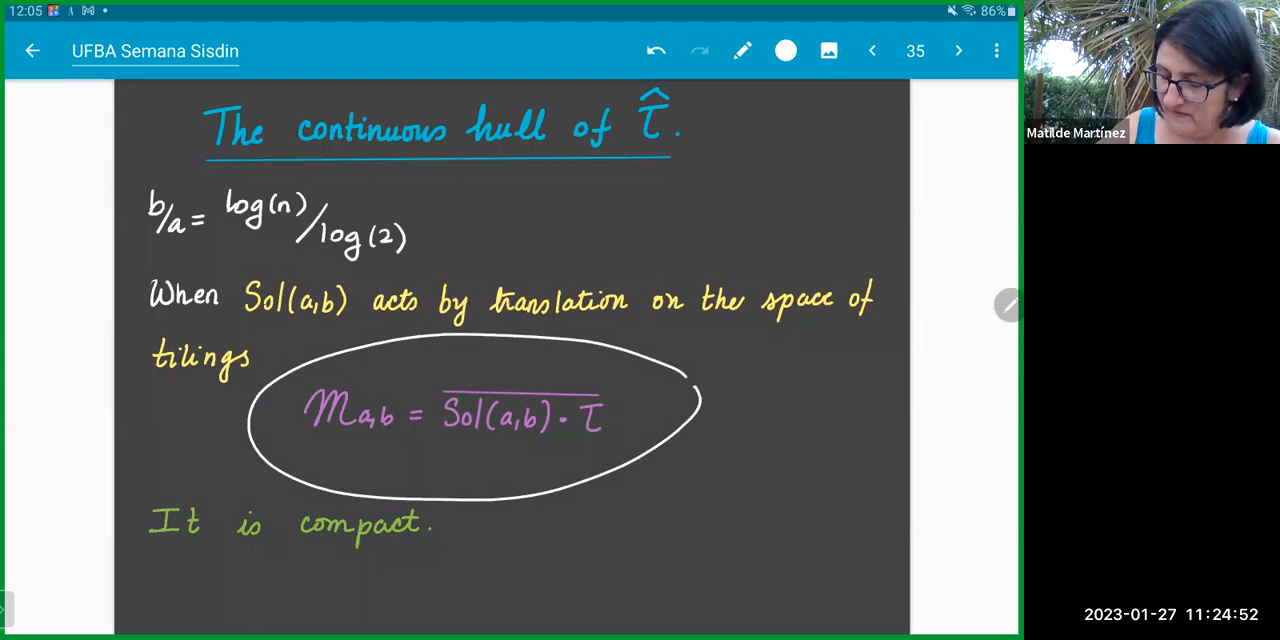 12:05
86%
UFBA Semana Sisdin
35
The continuous hull of τ̂.
b/a = log(n)/log(2)
When Sol(a,b) acts by translation on the space of
tilings
Ma,b = \overline{Sol(a,b) · τ}
It is compact.
Matilde Martínez
2023-01-27 11:24:52